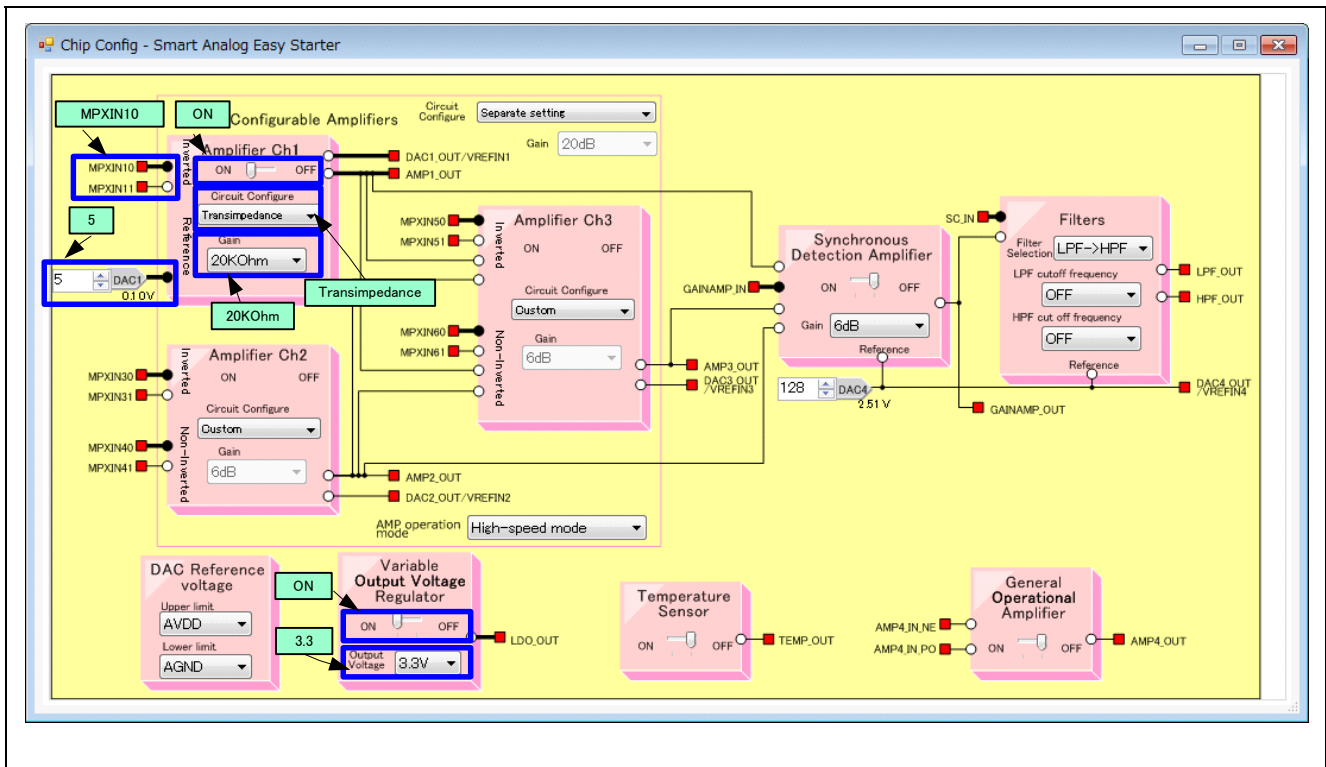 Chip Config - Smart Analog Easy Starter
MPXIN10
ON
Configurable Amplifiers
Circuit
Configure
Separate setting
Gain
20dB
Amplifier Ch1
Inverted
ON
OFF
MPXIN10
MPXIN11
Circuit Configure
Transimpedance
Reference
Gain
20KOhm
5
5
DAC1
0.10V
20KOhm
Transimpedance
DAC1_OUT/VREFIN1
AMP1_OUT
Amplifier Ch2
Inverted
ON
OFF
MPXIN30
MPXIN31
Circuit Configure
Custom
Non-Inverted
Gain
6dB
MPXIN40
MPXIN41
AMP2_OUT
DAC2_OUT/VREFIN2
AMP operation
mode
High-speed mode
Amplifier Ch3
MPXIN50
MPXIN51
Inverted
ON
OFF
Circuit Configure
Custom
MPXIN60
MPXIN61
Non-Inverted
Gain
6dB
AMP3_OUT
DAC3_OUT
/VREFIN3
Synchronous
Detection Amplifier
GAINAMP_IN
ON
OFF
Gain
6dB
Reference
128
DAC4
2.51 V
GAINAMP_OUT
SC_IN
Filters
Filter
Selection
LPF->HPF
LPF cutoff frequency
OFF
HPF cut off frequency
OFF
Reference
LPF_OUT
HPF_OUT
DAC4_OUT
/VREFIN4
DAC Reference
voltage
Upper limit
AVDD
Lower limit
AGND
ON
3.3
Variable
Output Voltage
Regulator
ON
OFF
Output
Voltage
3.3V
LDO_OUT
Temperature
Sensor
ON
OFF
TEMP_OUT
General
Operational
Amplifier
AMP4_IN_NE
AMP4_IN_PO
ON
OFF
AMP4_OUT